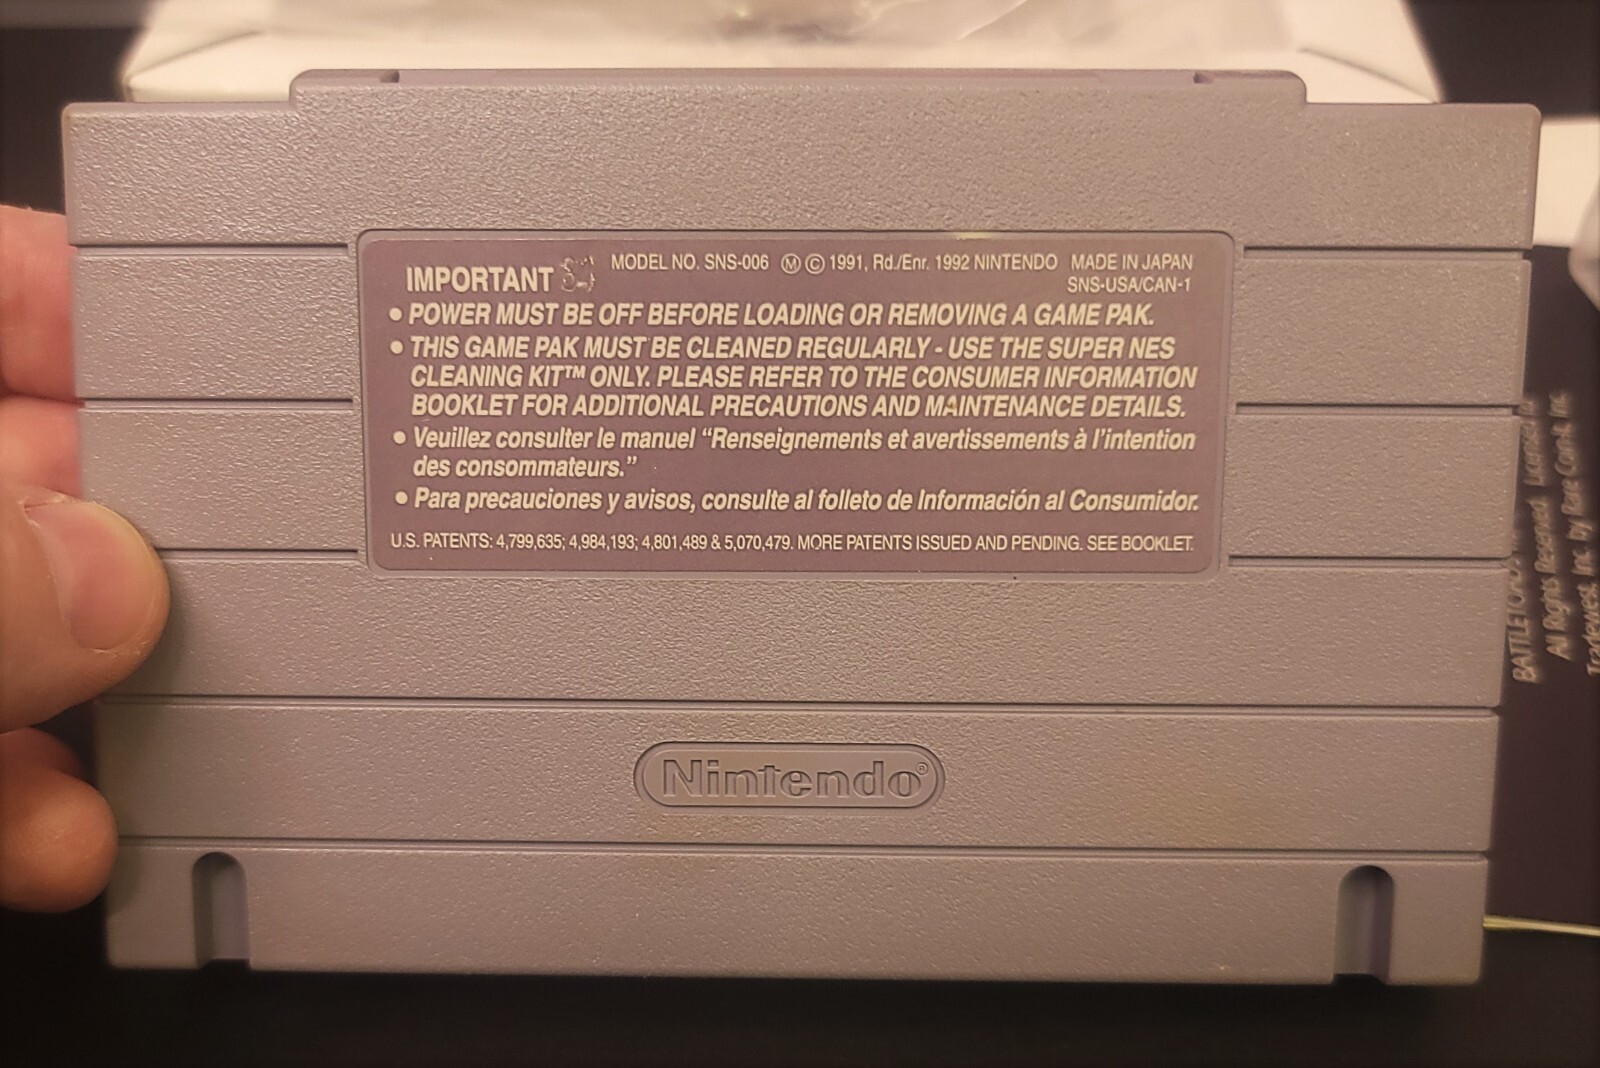 IMPORTANT
MODEL NO. SNS-006 Ⓜ © 1991, Rd./Enr. 1992 NINTENDO MADE IN JAPAN
SNS-USA/CAN-1
• POWER MUST BE OFF BEFORE LOADING OR REMOVING A GAME PAK.
• THIS GAME PAK MUST BE CLEANED REGULARLY - USE THE SUPER NES
CLEANING KIT™ ONLY. PLEASE REFER TO THE CONSUMER INFORMATION
BOOKLET FOR ADDITIONAL PRECAUTIONS AND MAINTENANCE DETAILS.
• Veuillez consulter le manuel “Renseignements et avertissements à l’intention
des consommateurs.”
• Para precauciones y avisos, consulte al folleto de Información al Consumidor.
U.S. PATENTS: 4,799,635; 4,984,193; 4,801,489 & 5,070,479. MORE PATENTS ISSUED AND PENDING. SEE BOOKLET.
Nintendo®
BATTLETOADS Licensed
All Rights Reserved
Tradewest, Inc. by Rare